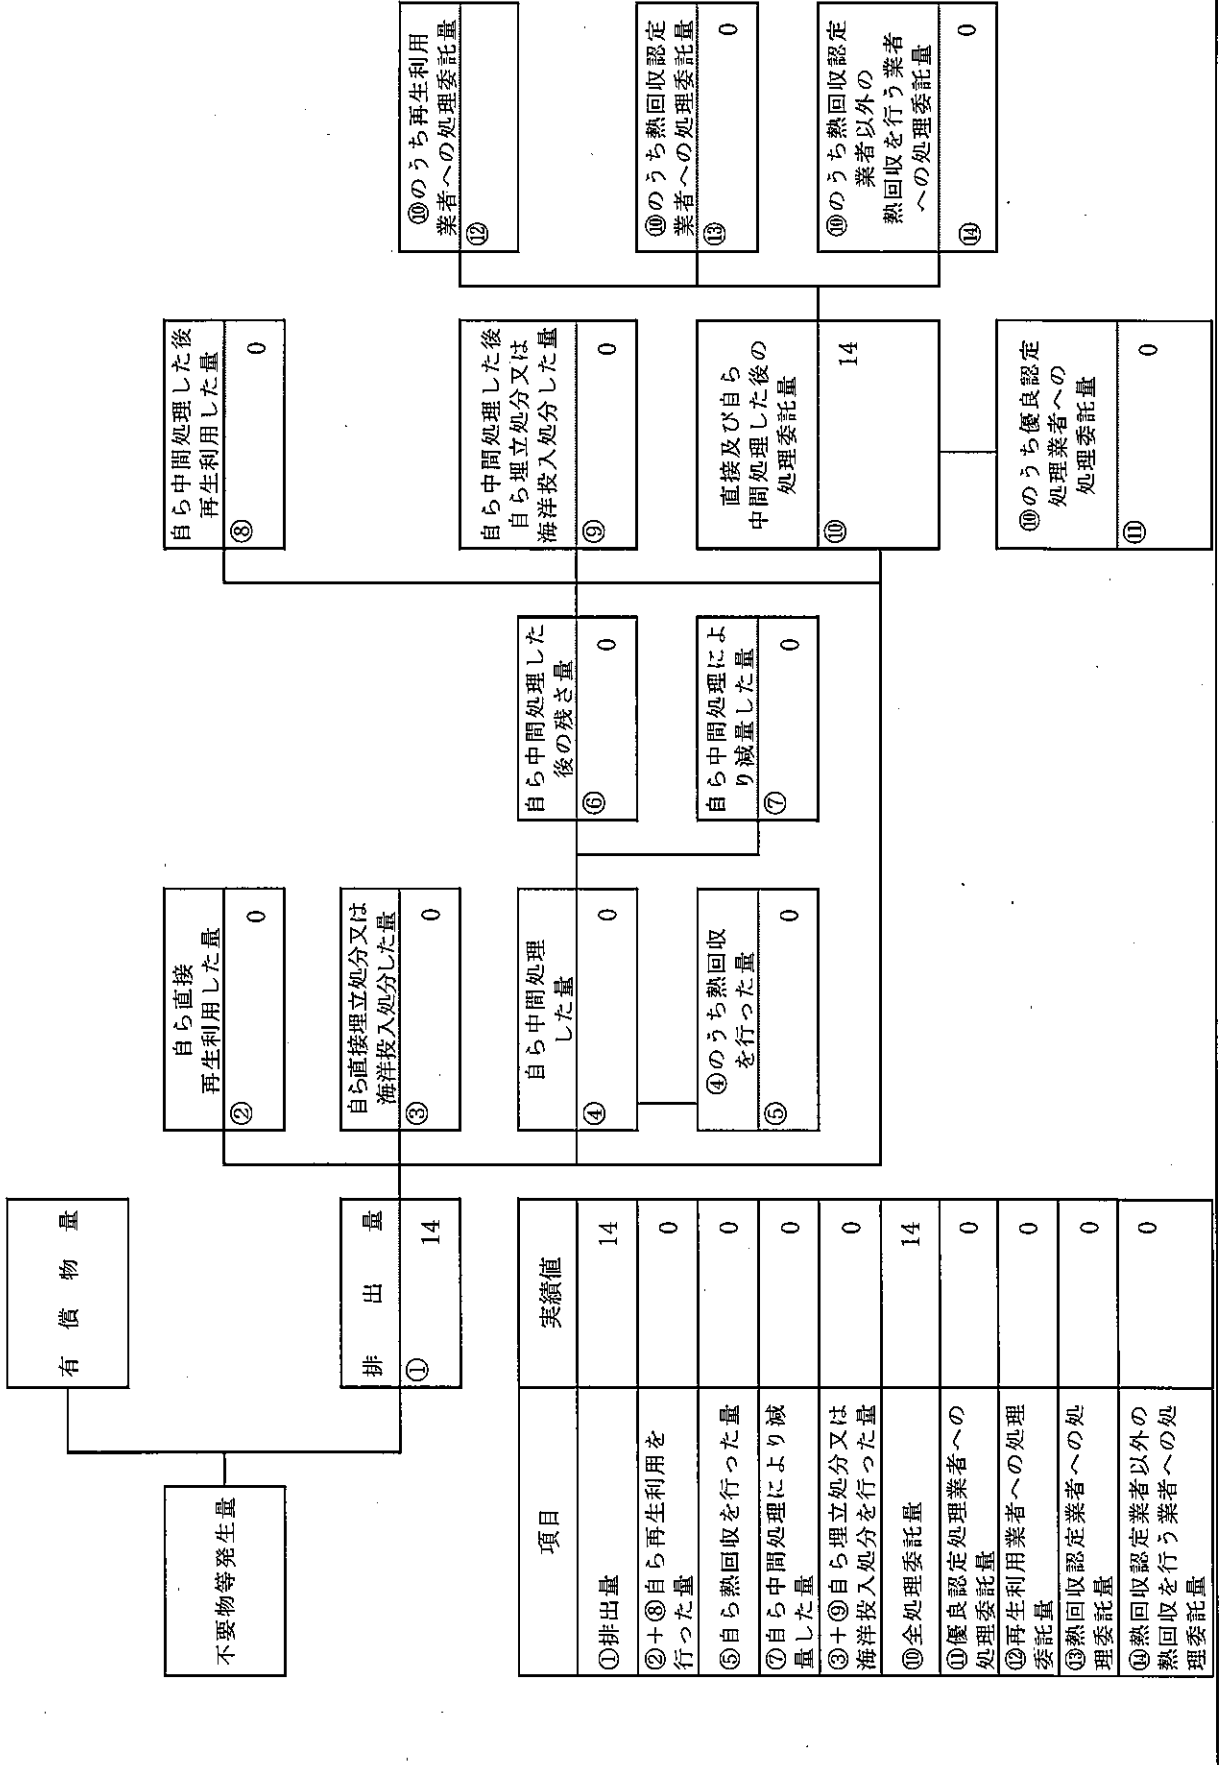 有償物量
不要物等発生量
排出量
① 14
自ら直接
再生利用した量
② 0
自ら直接埋立処分又は
海洋投入処分した量
③ 0
自ら中間処理
した量
④ 0
④のうち熱回収
を行った量
⑤ 0
自ら中間処理した
後の残さ量
⑥ 0
自ら中間処理によ
り減量した量
⑦ 0
自ら中間処理した後
再生利用した量
⑧ 0
自ら中間処理した後
自ら埋立処分又は
海洋投入処分した量
⑨ 0
直接及び自ら
中間処理した後の
処理委託量
⑩ 14
⑩のうち優良認定
処理業者への
処理委託量
⑪ 0
⑩のうち再生利用
業者への処理委託量
⑫
⑩のうち熱回収認定
業者への処理委託量
⑬ 0
⑩のうち熱回収認定
業者以外の
熱回収を行う業者
への処理委託量
⑭ 0
項目 実績値
①排出量 14
②+⑧自ら再生利用を
行った量 0
⑤自ら熱回収を行った量 0
⑦自ら中間処理により減
量した量 0
③+⑨自ら埋立処分又は
海洋投入処分を行った量 0
⑩全処理委託量 14
⑪優良認定処理業者への
処理委託量 0
⑫再生利用業者への処理
委託量 0
⑬熱回収認定業者への処
理委託量 0
⑭熱回収認定業者以外の
熱回収を行う業者への処
理委託量 0